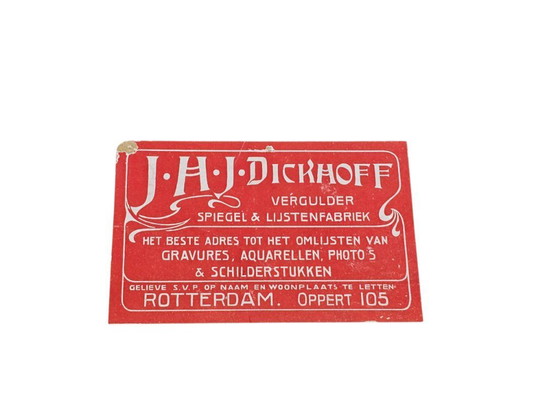 J·H·J·DICKHOFF
VERGULDER
SPIEGEL & LIJSTENFABRIEK
HET BESTE ADRES TOT HET OMLIJSTEN VAN
GRAVURES, AQUARELLEN, PHOTO'S
& SCHILDERSTUKKEN
GELIEVE S.V.P. OP NAAM EN WOONPLAATS TE LETTEN
ROTTERDAM. OPPERT 105